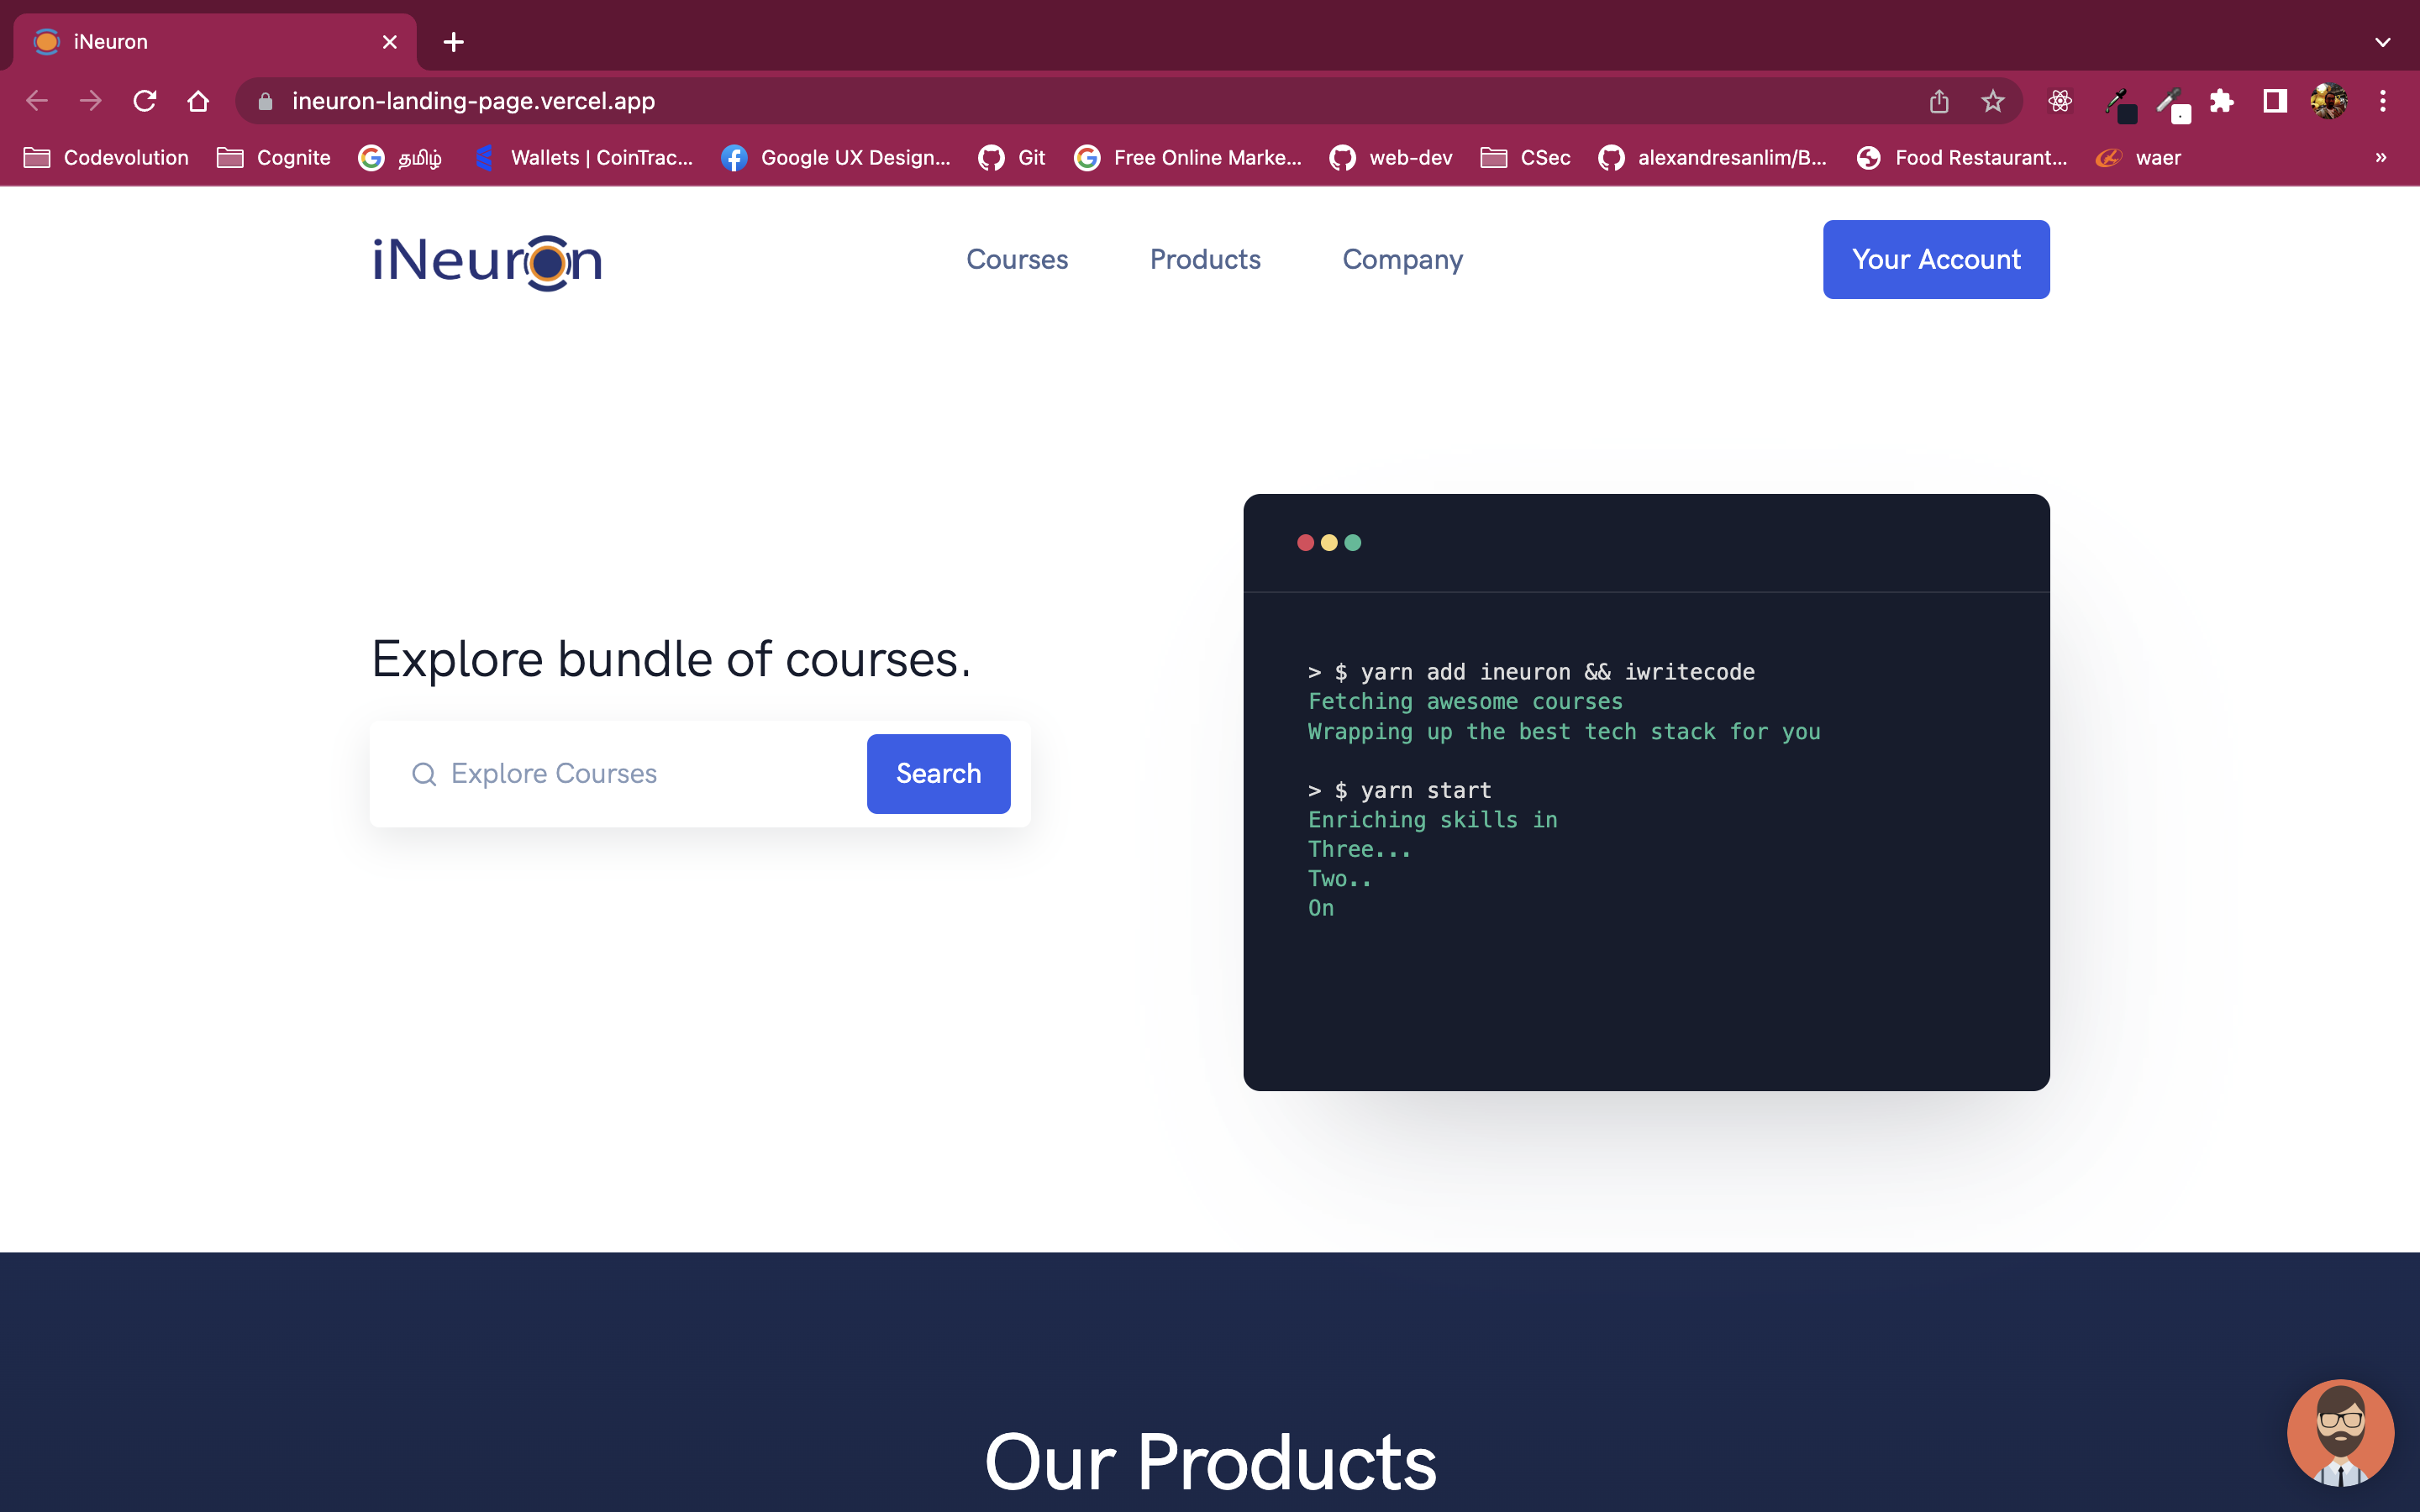 iNeuron
ineuron-landing-page.vercel.app
Codevolution Cognite தமிழ் Wallets | CoinTrac... Google UX Design... Git Free Online Marke... web-dev CSec alexandresanlim/B... Food Restaurant... waer »
iNeuron Courses Products Company Your Account
Explore bundle of courses.
Explore Courses Search
> $ yarn add ineuron && iwritecode
Fetching awesome courses
Wrapping up the best tech stack for you
> $ yarn start
Enriching skills in
Three...
Two..
On
Our Products